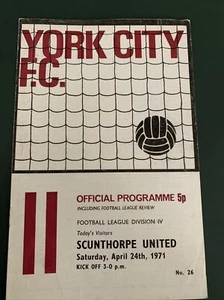 YORK CITY
F.C.
OFFICIAL PROGRAMME 5p
INCLUDING FOOTBALL LEAGUE REVIEW
FOOTBALL LEAGUE DIVISION IV
Today's Visitors
SCUNTHORPE UNITED
Saturday, April 24th, 1971
KICK OFF 3-0 p.m.
No. 26